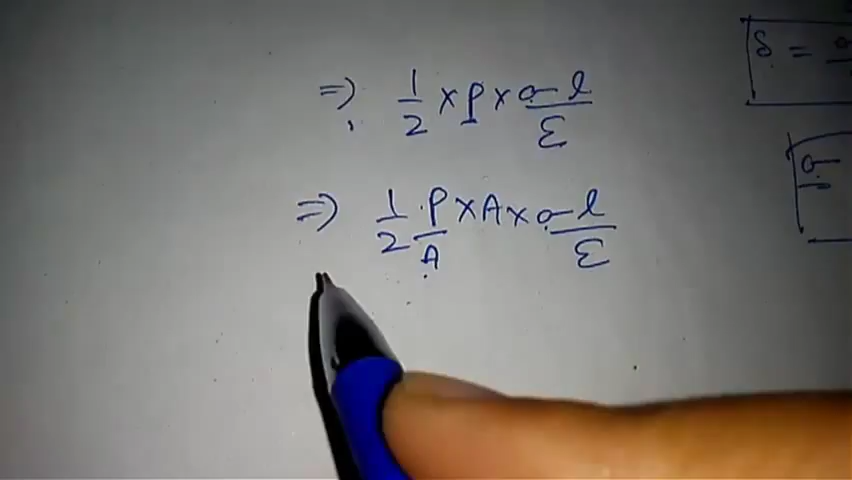 ⇒ 1/2 × P × σl/E
δ = σ
⇒ 1/2 P/A × A × σl/E
σ